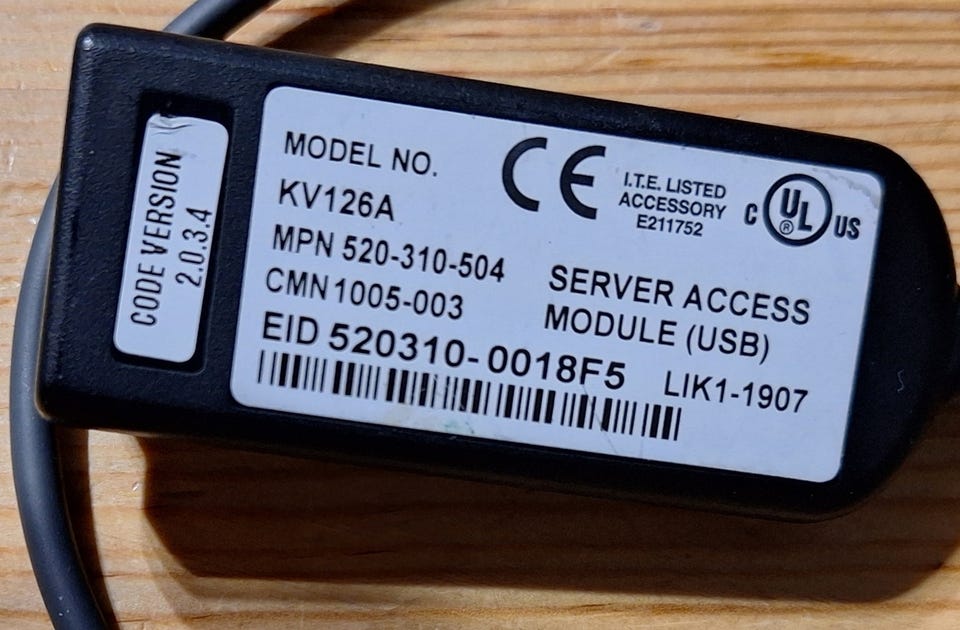 CODE VERSION
2.0.3.4
MODEL NO.
KV126A
MPN 520-310-504
CMN 1005-003
EID 520310-0018F5
CE
I.T.E. LISTED
ACCESSORY
E211752
C UL ® US
SERVER ACCESS
MODULE (USB)
LIK1-1907